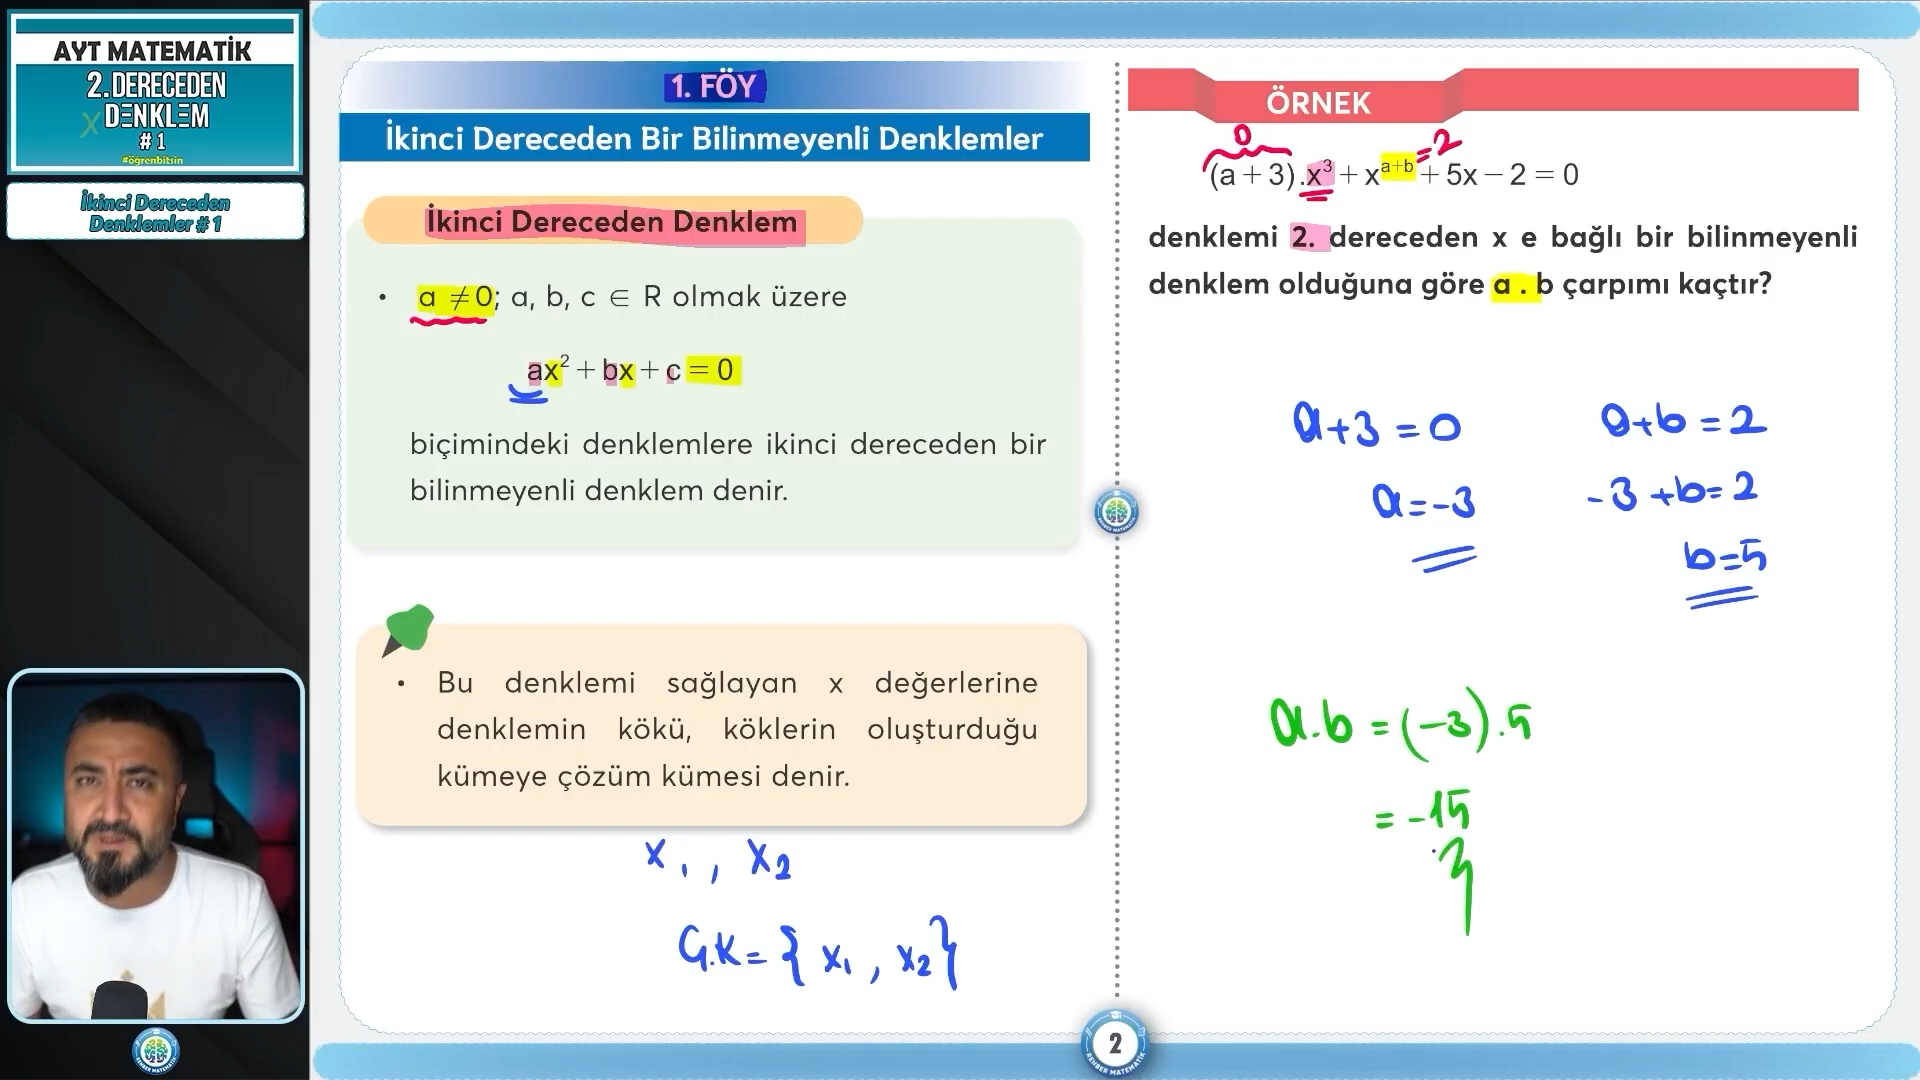 AYT MATEMATİK
2. DERECEDEN
DENKLEM
# 1
#öğrenbitsin
İkinci Dereceden
Denklemler # 1
1. FÖY
İkinci Dereceden Bir Bilinmeyenli Denklemler
İkinci Dereceden Denklem
• a ≠ 0; a, b, c ∈ R olmak üzere
ax² + bx + c = 0
biçimindeki denklemlere ikinci dereceden bir
bilinmeyenli denklem denir.
• Bu denklemi sağlayan x değerlerine
denklemin kökü, köklerin oluşturduğu
kümeye çözüm kümesi denir.
x₁ , x₂
Ç.K = { x₁ , x₂ }
ÖRNEK
0
= 2
(a + 3) . x³ + x^(a+b) + 5x − 2 = 0
denklemi 2. dereceden x e bağlı bir bilinmeyenli
denklem olduğuna göre a . b çarpımı kaçtır?
a+3 = 0
a = -3
a+b = 2
-3 + b = 2
b = 5
a.b = (-3).5
= -15
2
REHBER MATEMATİK